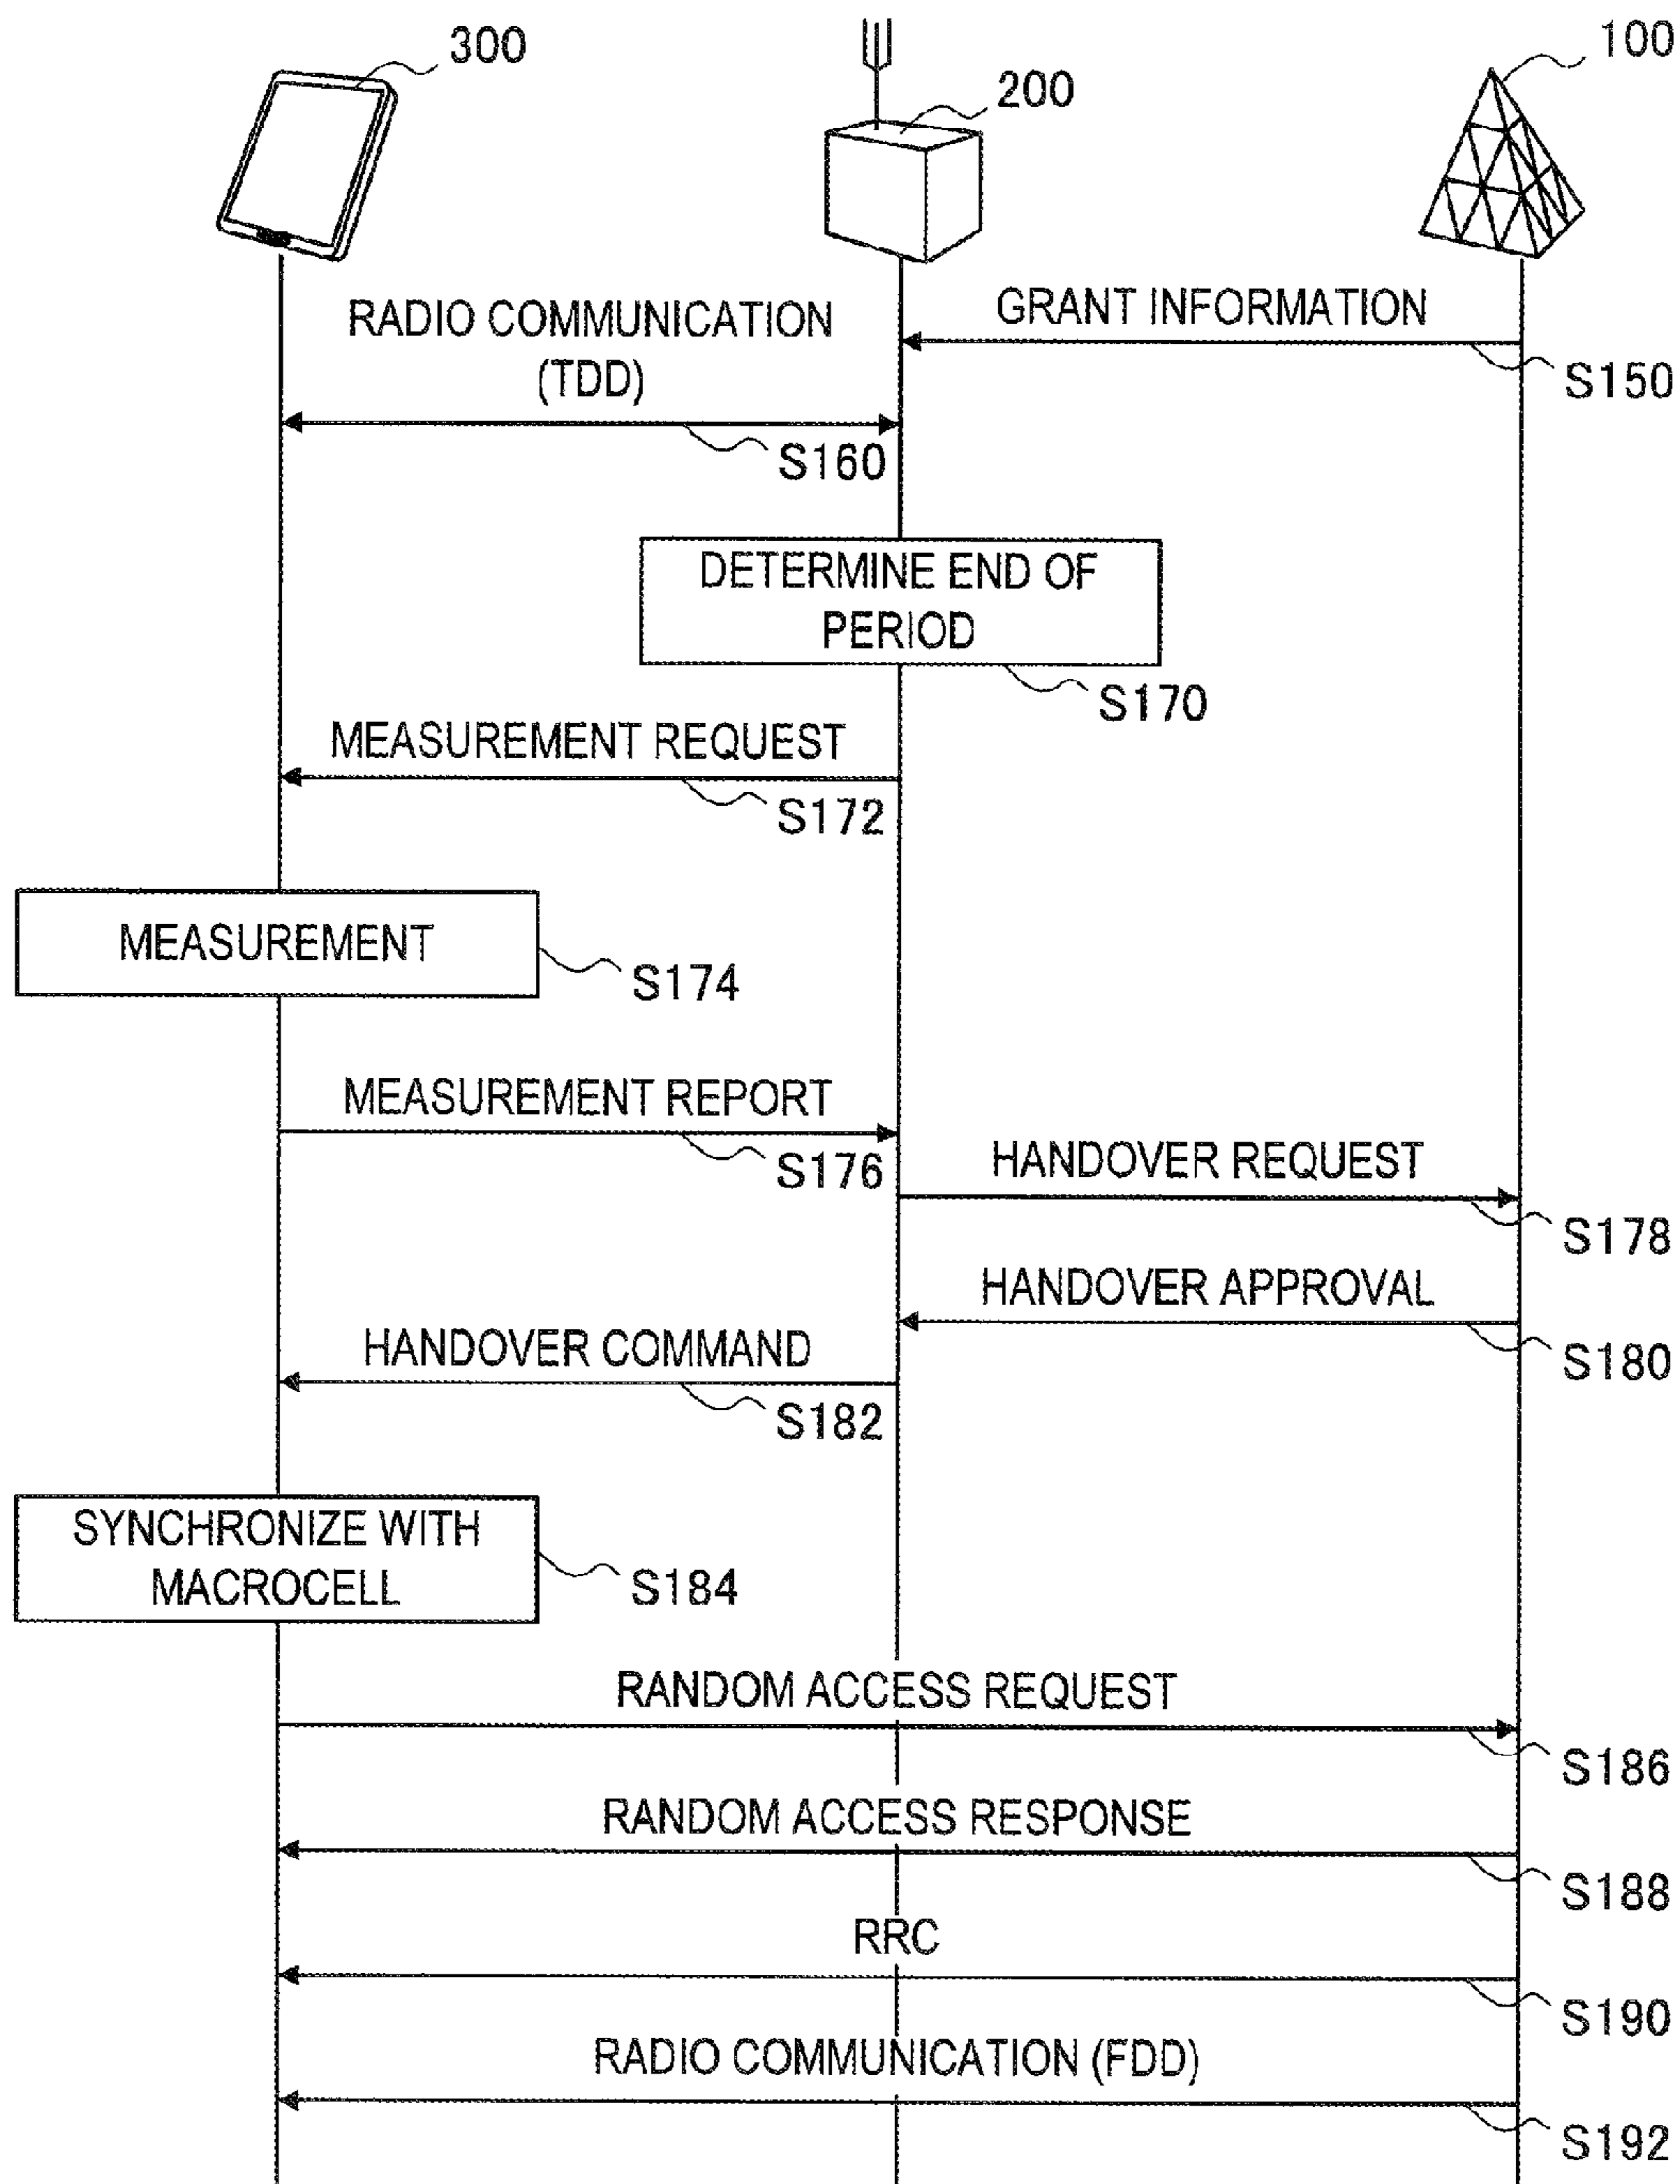 300
200
100
RADIO COMMUNICATION
(TDD)
GRANT INFORMATION
S150
S160
DETERMINE END OF
PERIOD
S170
MEASUREMENT REQUEST
S172
MEASUREMENT
S174
MEASUREMENT REPORT
S176
HANDOVER REQUEST
S178
HANDOVER APPROVAL
S180
HANDOVER COMMAND
S182
SYNCHRONIZE WITH
MACROCELL
S184
RANDOM ACCESS REQUEST
S186
RANDOM ACCESS RESPONSE
S188
RRC
S190
RADIO COMMUNICATION (FDD)
S192